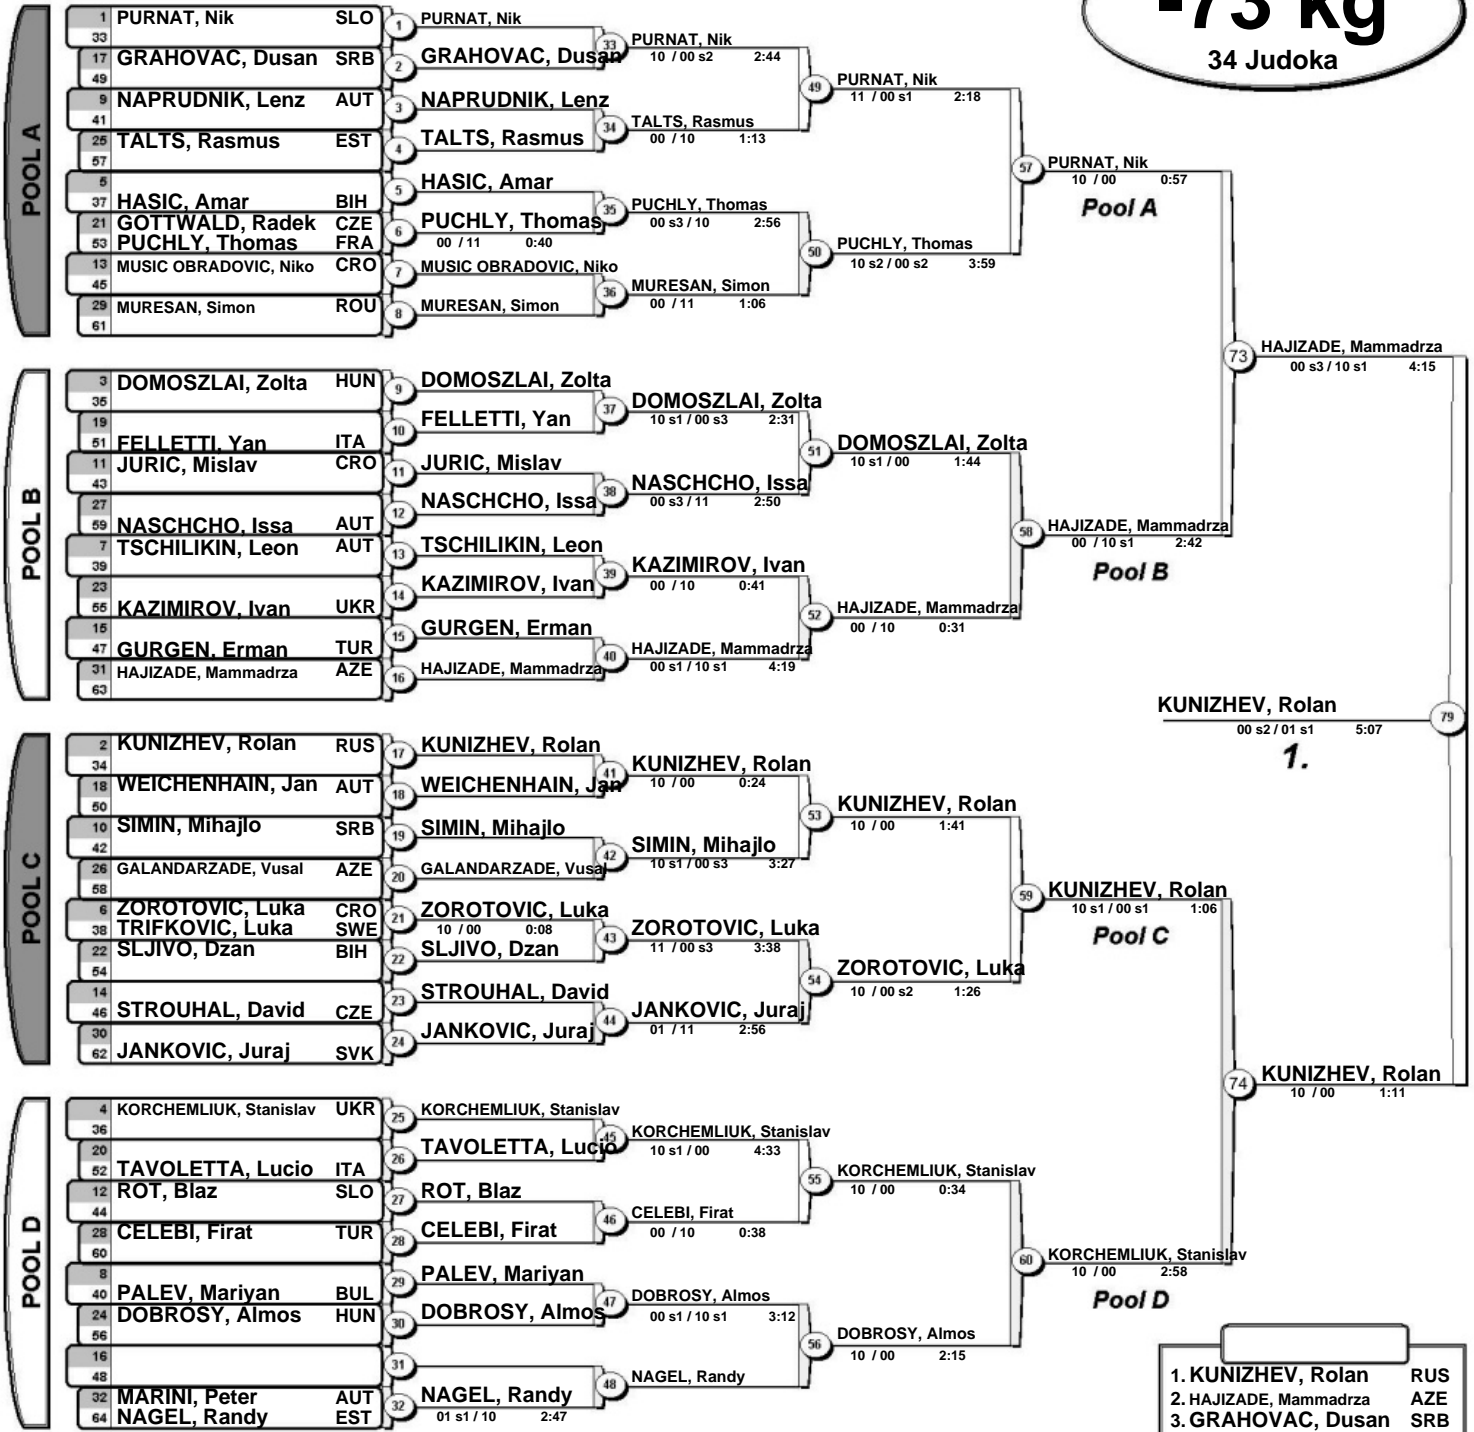 -73 kg
34 Judoka
POOL A
1 PURNAT, Nik SLO
33
17 GRAHOVAC, Dusan SRB
49
9 NAPRUDNIK, Lenz AUT
41
25 TALTS, Rasmus EST
57
5
37 HASIC, Amar BIH
21 GOTTWALD, Radek CZE
53 PUCHLY, Thomas FRA
13 MUSIC OBRADOVIC, Niko CRO
45
29 MURESAN, Simon ROU
61
1 PURNAT, Nik
2 GRAHOVAC, Dusan
3 NAPRUDNIK, Lenz
4 TALTS, Rasmus
5 HASIC, Amar
6 PUCHLY, Thomas
00 / 11 0:40
7 MUSIC OBRADOVIC, Niko
8 MURESAN, Simon
33 PURNAT, Nik
10 / 00 s2 2:44
34 TALTS, Rasmus
00 / 10 1:13
35 PUCHLY, Thomas
00 s3 / 10 2:56
36 MURESAN, Simon
00 / 11 1:06
49 PURNAT, Nik
11 / 00 s1 2:18
50 PUCHLY, Thomas
10 s2 / 00 s2 3:59
57 PURNAT, Nik
10 / 00 0:57
Pool A
POOL B
3 DOMOSZLAI, Zolta HUN
35
19
51 FELLETTI, Yan ITA
11 JURIC, Mislav CRO
43
27
59 NASCHCHO, Issa AUT
7 TSCHILIKIN, Leon AUT
39
23
55 KAZIMIROV, Ivan UKR
15
47 GURGEN, Erman TUR
31 HAJIZADE, Mammadrza AZE
63
9 DOMOSZLAI, Zolta
10 FELLETTI, Yan
11 JURIC, Mislav
12 NASCHCHO, Issa
13 TSCHILIKIN, Leon
14 KAZIMIROV, Ivan
15 GURGEN, Erman
16 HAJIZADE, Mammadrza
37 DOMOSZLAI, Zolta
10 s1 / 00 s3 2:31
38 NASCHCHO, Issa
00 s3 / 11 2:50
39 KAZIMIROV, Ivan
00 / 10 0:41
40 HAJIZADE, Mammadrza
00 s1 / 10 s1 4:19
51 DOMOSZLAI, Zolta
10 s1 / 00 1:44
52 HAJIZADE, Mammadrza
00 / 10 0:31
58 HAJIZADE, Mammadrza
00 / 10 s1 2:42
Pool B
73 HAJIZADE, Mammadrza
00 s3 / 10 s1 4:15
POOL C
2 KUNIZHEV, Rolan RUS
34
18 WEICHENHAIN, Jan AUT
50
10 SIMIN, Mihajlo SRB
42
26 GALANDARZADE, Vusal AZE
58
6 ZOROTOVIC, Luka CRO
38 TRIFKOVIC, Luka SWE
22 SLJIVO, Dzan BIH
54
14
46 STROUHAL, David CZE
30
62 JANKOVIC, Juraj SVK
17 KUNIZHEV, Rolan
18 WEICHENHAIN, Jan
19 SIMIN, Mihajlo
20 GALANDARZADE, Vusal
21 ZOROTOVIC, Luka
10 / 00 0:08
22 SLJIVO, Dzan
23 STROUHAL, David
24 JANKOVIC, Juraj
41 KUNIZHEV, Rolan
10 / 00 0:24
42 SIMIN, Mihajlo
10 s1 / 00 s3 3:27
43 ZOROTOVIC, Luka
11 / 00 s3 3:38
44 JANKOVIC, Juraj
01 / 11 2:56
53 KUNIZHEV, Rolan
10 / 00 1:41
54 ZOROTOVIC, Luka
10 / 00 s2 1:26
59 KUNIZHEV, Rolan
10 s1 / 00 s1 1:06
Pool C
KUNIZHEV, Rolan 79
00 s2 / 01 s1 5:07
1.
POOL D
4 KORCHEMLIUK, Stanislav UKR
36
20
52 TAVOLETTA, Lucio ITA
12 ROT, Blaz SLO
44
28 CELEBI, Firat TUR
60
8
40 PALEV, Mariyan BUL
24 DOBROSY, Almos HUN
56
16
48
32 MARINI, Peter AUT
64 NAGEL, Randy EST
25 KORCHEMLIUK, Stanislav
26 TAVOLETTA, Lucio
27 ROT, Blaz
28 CELEBI, Firat
29 PALEV, Mariyan
30 DOBROSY, Almos
31
32 NAGEL, Randy
01 s1 / 10 2:47
45 KORCHEMLIUK, Stanislav
10 s1 / 00 4:33
46 CELEBI, Firat
00 / 10 0:38
47 DOBROSY, Almos
00 s1 / 10 s1 3:12
48 NAGEL, Randy
55 KORCHEMLIUK, Stanislav
10 / 00 0:34
56 DOBROSY, Almos
10 / 00 2:15
60 KORCHEMLIUK, Stanislav
10 / 00 2:58
Pool D
74 KUNIZHEV, Rolan
10 / 00 1:11
1. KUNIZHEV, Rolan RUS
2. HAJIZADE, Mammadrza AZE
3. GRAHOVAC, Dusan SRB